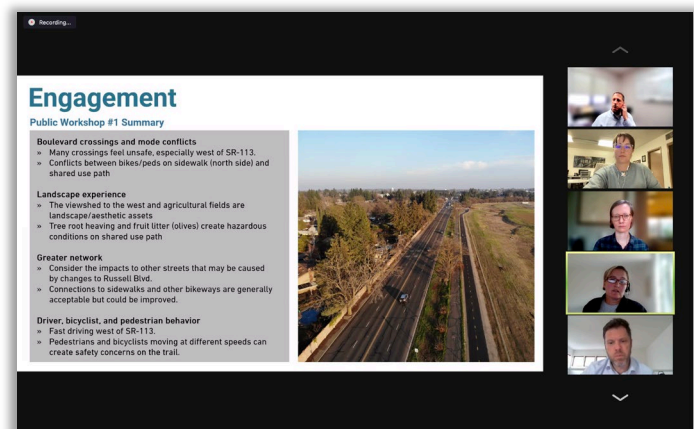 Recording...
Engagement
Public Workshop #1 Summary
Boulevard crossings and mode conflicts
» Many crossings feel unsafe, especially west of SR-113.
» Conflicts between bikes/peds on sidewalk (north side) and
shared use path
Landscape experience
» The viewshed to the west and agricultural fields are
landscape/aesthetic assets
» Tree root heaving and fruit litter (olives) create hazardous
conditions on shared use path
Greater network
» Consider the impacts to other streets that may be caused
by changes to Russell Blvd.
» Connections to sidewalks and other bikeways are generally
acceptable but could be improved.
Driver, bicyclist, and pedestrian behavior
» Fast driving west of SR-113.
» Pedestrians and bicyclists moving at different speeds can
create safety concerns on the trail.